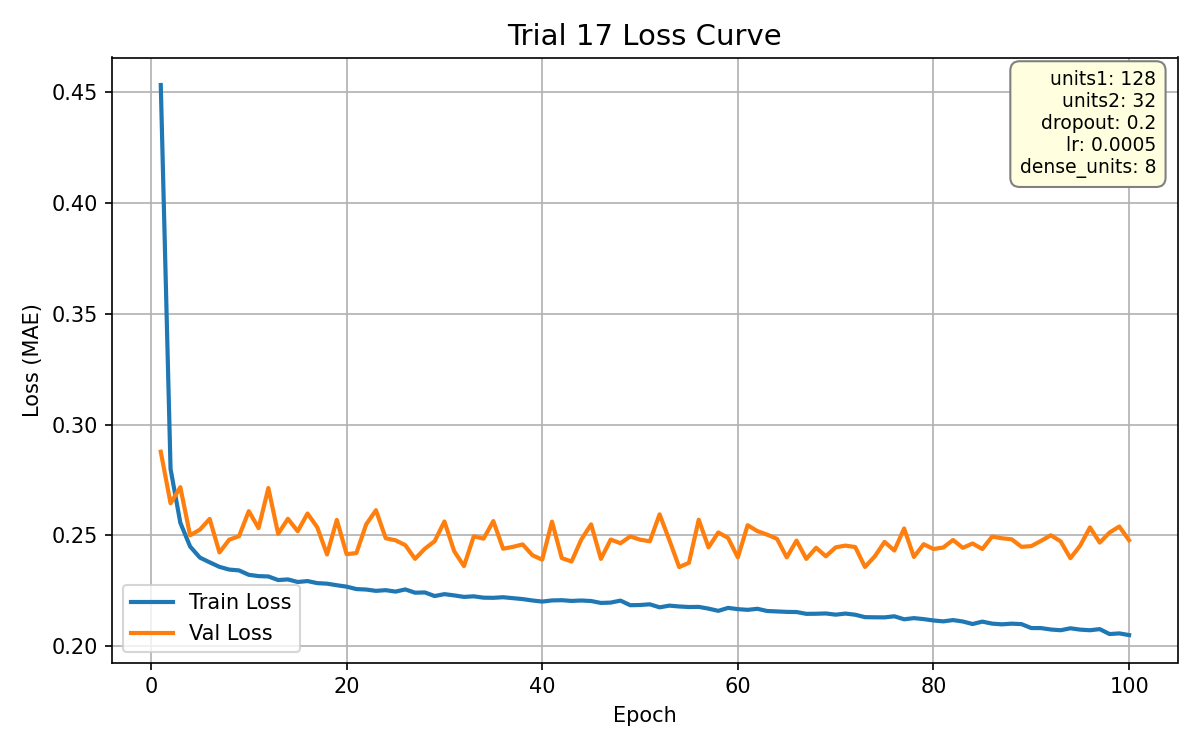 Trial 17 Loss Curve
units1: 128
units2: 32
dropout: 0.2
lr: 0.0005
dense_units: 8
Loss (MAE)
0.45
0.40
0.35
0.30
0.25
0.20
Train Loss
Val Loss
0 20 40 60 80 100
Epoch